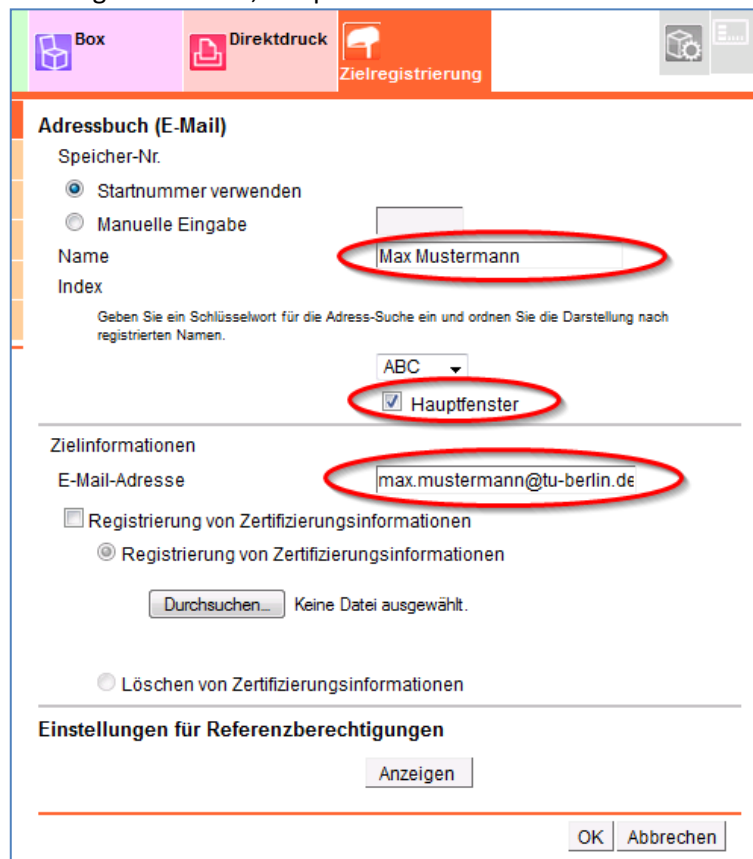 Box
Direktdruck
Zielregistrierung
Adressbuch (E-Mail)
Speicher-Nr.
Startnummer verwenden
Manuelle Eingabe
Name Max Mustermann
Index
Geben Sie ein Schlüsselwort für die Adress-Suche ein und ordnen Sie die Darstellung nach
registrierten Namen.
ABC
Hauptfenster
Zielinformationen
E-Mail-Adresse max.mustermann@tu-berlin.de
Registrierung von Zertifizierungsinformationen
Registrierung von Zertifizierungsinformationen
Durchsuchen... Keine Datei ausgewählt.
Löschen von Zertifizierungsinformationen
Einstellungen für Referenzberechtigungen
Anzeigen
OK Abbrechen